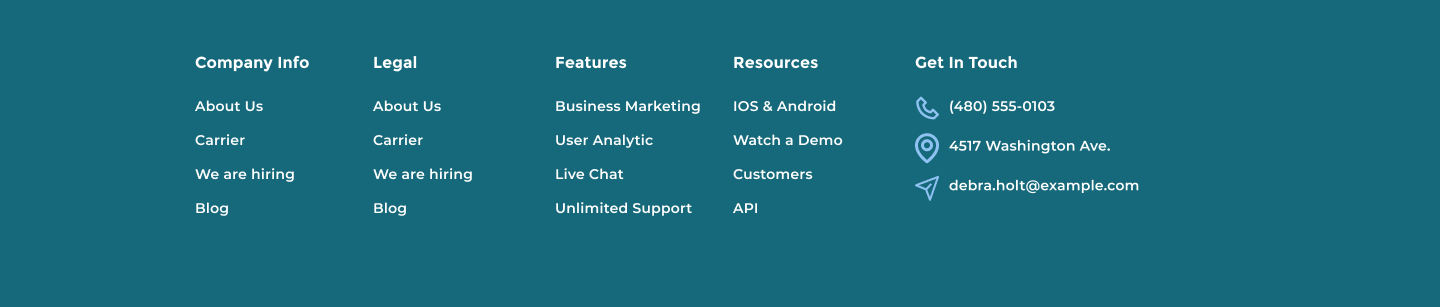 Company Info
About Us
Carrier
We are hiring
Blog
Legal
About Us
Carrier
We are hiring
Blog
Features
Business Marketing
User Analytic
Live Chat
Unlimited Support
Resources
IOS & Android
Watch a Demo
Customers
API
Get In Touch
(480) 555-0103
4517 Washington Ave.
debra.holt@example.com